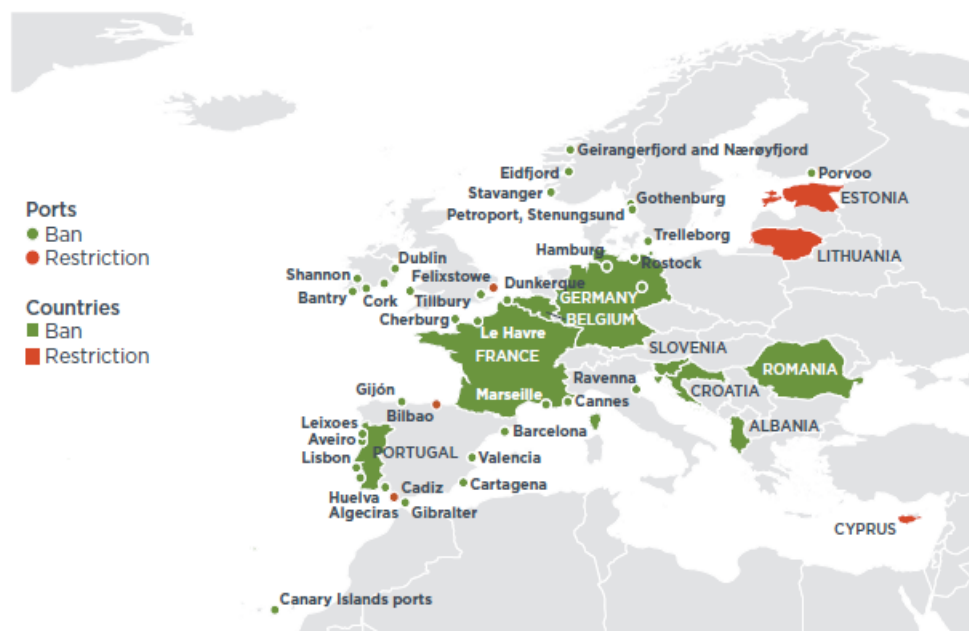 Geirangerfjord and Nærøyfjord
Eidfjord
Porvoo
Stavanger
Gothenburg
ESTONIA
Petroport, Stenungsund
Ports
Ban
Restriction
Trelleborg
Hamburg
Rostock
LITHUANIA
Dublin
Shannon
Felixstowe
Dunkerque
Bantry
Cork
Tillbury
GERMANY
Countries
Ban
Restriction
Cherburg
BELGIUM
Le Havre
FRANCE
SLOVENIA
ROMANIA
Ravenna
CROATIA
Marseille
Cannes
Gijón
Bilbao
Leixoes
ALBANIA
Aveiro
Barcelona
PORTUGAL
Lisbon
Valencia
Cadiz
Cartagena
Huelva
Algeciras
Gibralter
CYPRUS
Canary Islands ports